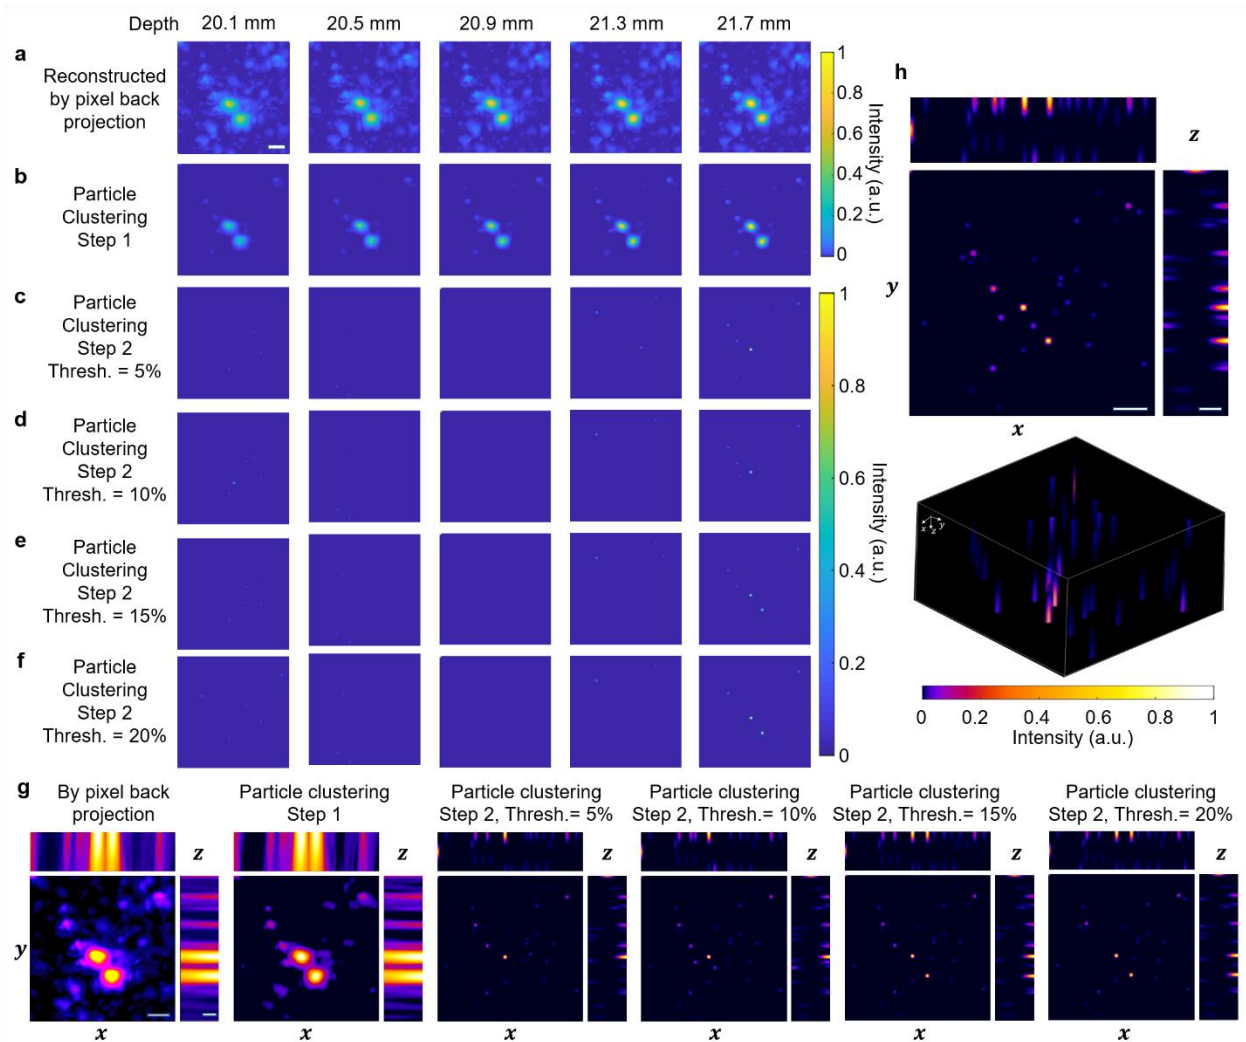 Depth 20.1 mm 20.5 mm 20.9 mm 21.3 mm 21.7 mm
a
Reconstructed
by pixel back
projection
1
0.8
0.6
0.4
0.2
0
Intensity (a.u.)
b
Particle
Clustering
Step 1
c
Particle
Clustering
Step 2
Thresh. = 5%
d
Particle
Clustering
Step 2
Thresh. = 10%
e
Particle
Clustering
Step 2
Thresh. = 15%
f
Particle
Clustering
Step 2
Thresh. = 20%
1
0.8
0.6
0.4
0.2
0
Intensity (a.u.)
h
z
y
x
x z y
0 0.2 0.4 0.6 0.8 1
Intensity (a.u.)
g
By pixel back
projection
Particle clustering
Step 1
Particle clustering
Step 2, Thresh.= 5%
Particle clustering
Step 2, Thresh.= 10%
Particle clustering
Step 2, Thresh.= 15%
Particle clustering
Step 2, Thresh.= 20%
z z z z z z
y
x x x x x x